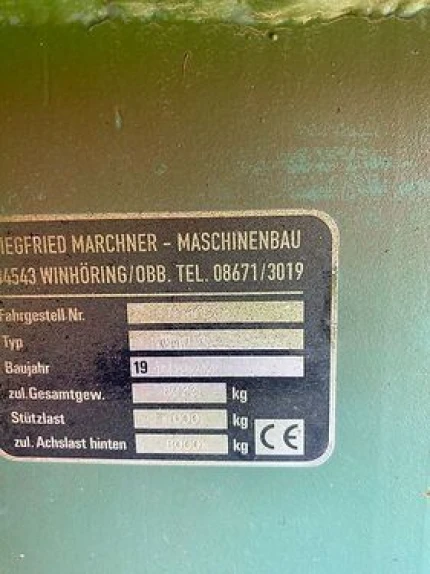 IEGFRIED MARCHNER - MASCHINENBAU
4543 WINHÖRING/OBB. TEL. 08671/3019
Fahrgestell Nr.
Typ
Baujahr 19
zul. Gesamtgew. kg
Stützlast kg
zul. Achslast hinten 8000 kg
CE